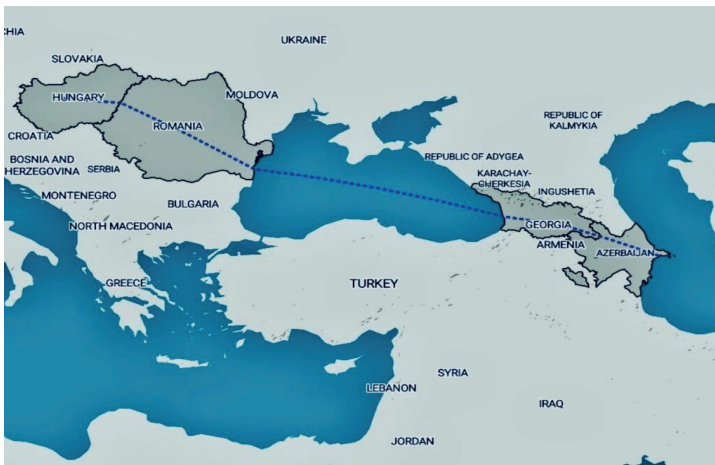 CHIA
UKRAINE
SLOVAKIA
HUNGARY
MOLDOVA
ROMANIA
REPUBLIC OF
KALMYKIA
CROATIA
BOSNIA AND
HERZEGOVINA
SERBIA
REPUBLIC OF ADYGEA
KARACHAY-
CHERKESIA
INGUSHETIA
MONTENEGRO
BULGARIA
NORTH MACEDONIA
GEORGIA
ARMENIA
AZERBAIJAN
GREECE
TURKEY
SYRIA
LEBANON
IRAQ
JORDAN